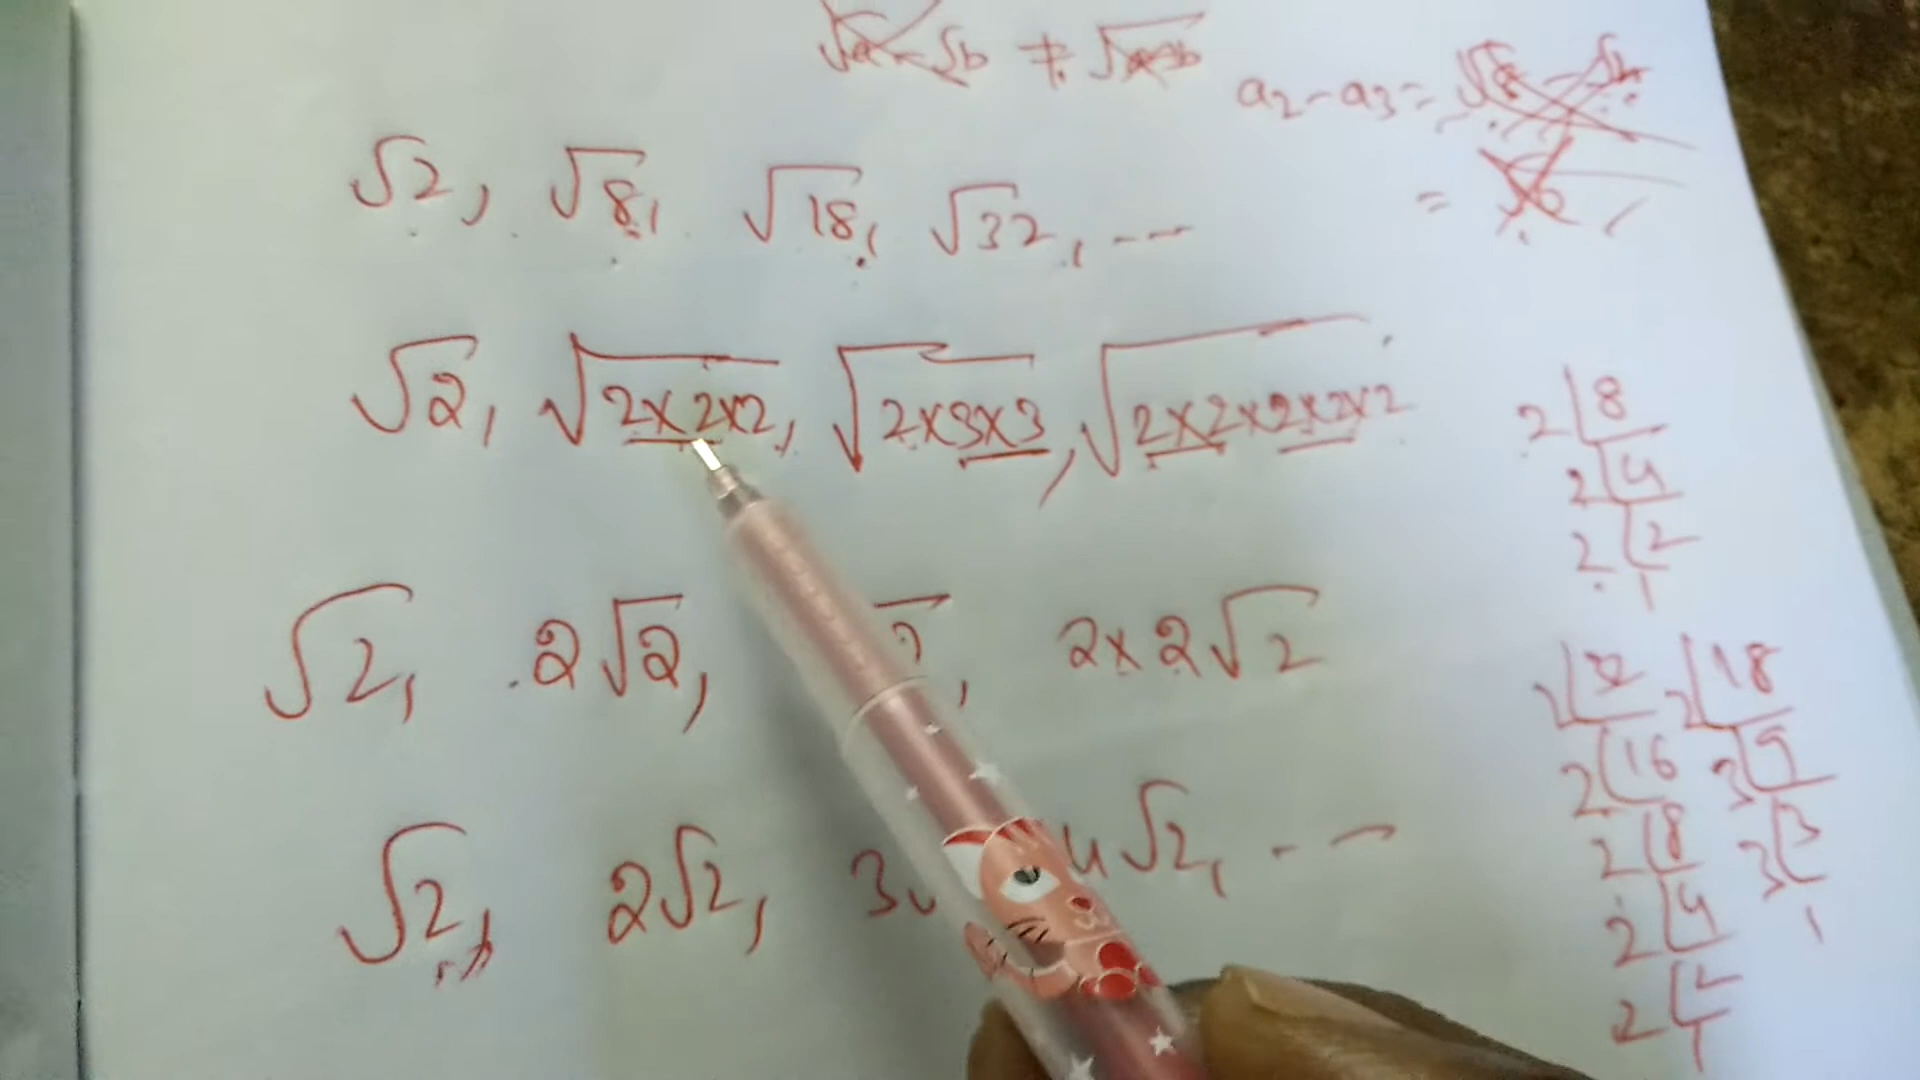 √a - √b ≠ √a-b
a2 - a3 = √8 - √
=
√2, √8, √18, √32, ---
√2, √2×2×2, √2×3×3, √2×2×2×2×2
√2, 2√2, 2, 2×2√2
√2, 2√2, 3 4√2, - -
2 8
2 4
2 2
1
2 32
2 16
2 8
2 4
2 2
1
2 18
3 9
3 3
1